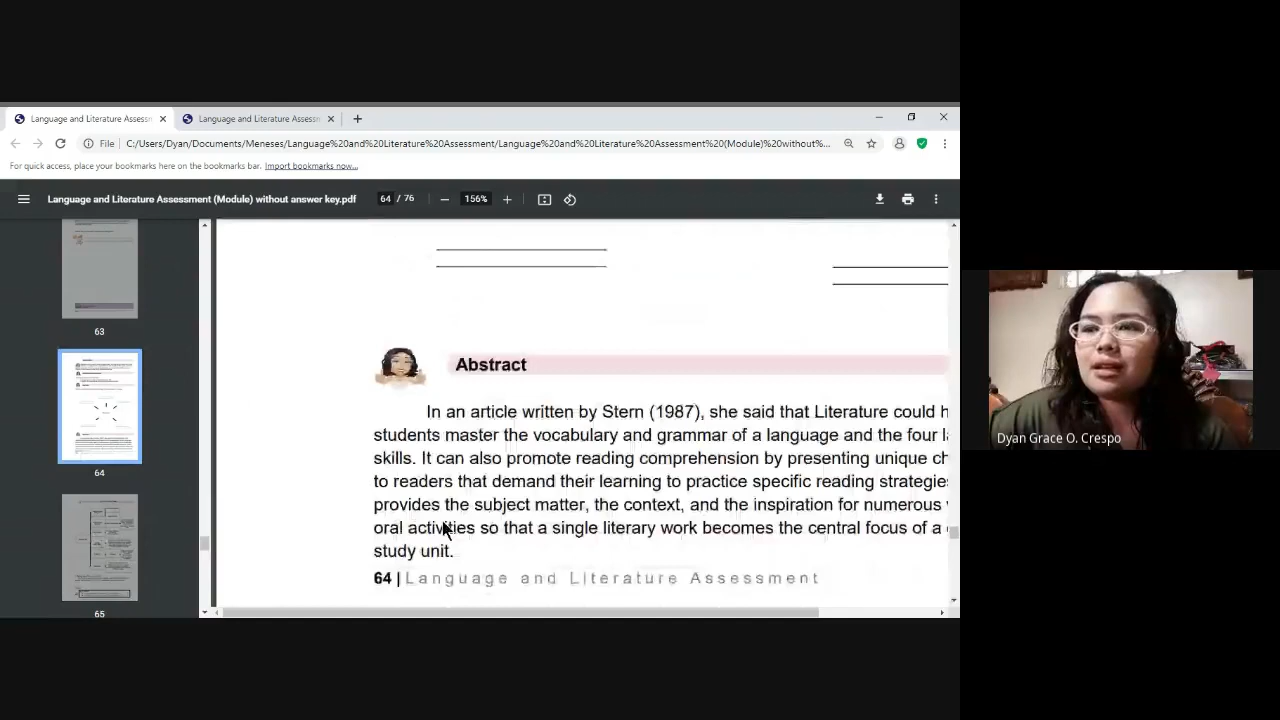 Language and Literature Assessm
Language and Literature Assessm
File
C:/Users/Dyan/Documents/Meneses/Language%20and%20Literature%20Assessment/Language%20and%20Literature%20Assessment%20(Module)%20without%...
For quick access, place your bookmarks here on the bookmarks bar. Import bookmarks now...
Language and Literature Assessment (Module) without answer key.pdf
64 / 76
156%
63
64
65
Abstract
In an article written by Stern (1987), she said that Literature could h
students master the vocabulary and grammar of a language and the four l
skills. It can also promote reading comprehension by presenting unique ch
to readers that demand their learning to practice specific reading strategies
provides the subject matter, the context, and the inspiration for numerous
oral activities so that a single literary work becomes the central focus of a
study unit.
64 | Language and Literature Assessment
Dyan Grace O. Crespo